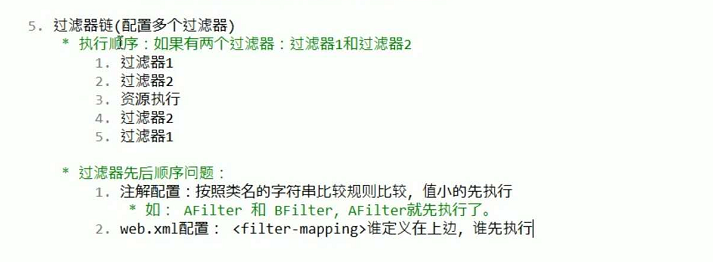 5. 过滤器链(配置多个过滤器)
* 执行顺序：如果有两个过滤器：过滤器1和过滤器2
1. 过滤器1
2. 过滤器2
3. 资源执行
4. 过滤器2
5. 过滤器1
* 过滤器先后顺序问题：
1. 注解配置：按照类名的字符串比较规则比较，值小的先执行
* 如： AFilter 和 BFilter，AFilter就先执行了。
2. web.xml配置： <filter-mapping>谁定义在上边，谁先执行